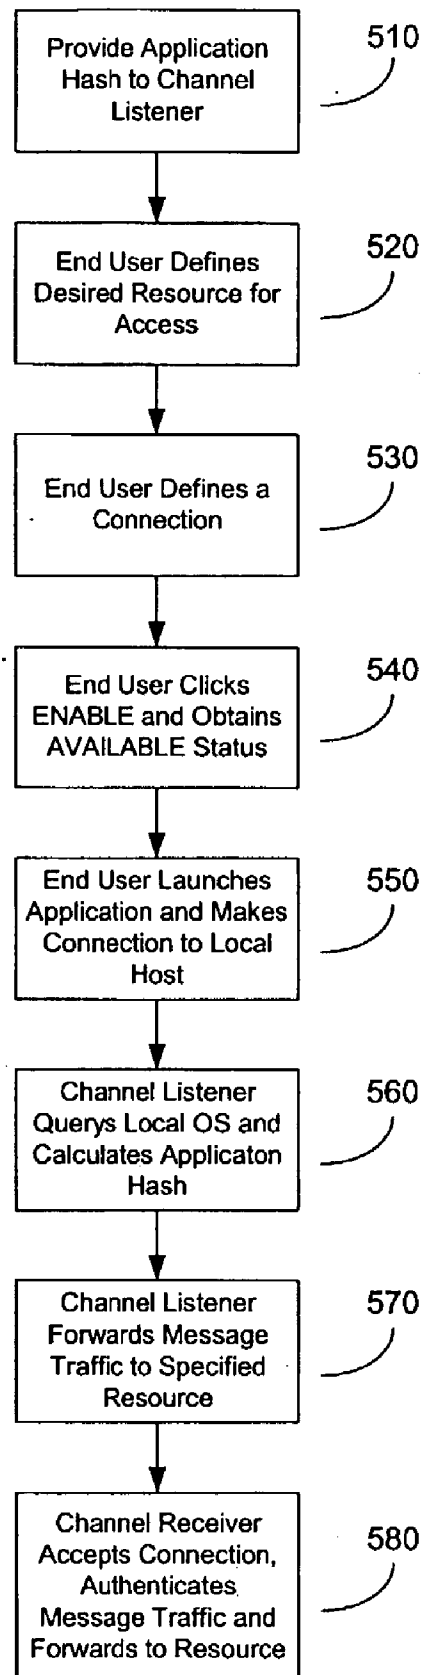 Provide Application
Hash to Channel
Listener
510
End User Defines
Desired Resource for
Access
520
End User Defines a
Connection
530
End User Clicks
ENABLE and Obtains
AVAILABLE Status
540
End User Launches
Application and Makes
Connection to Local
Host
550
Channel Listener
Querys Local OS and
Calculates Applicaton
Hash
560
Channel Listener
Forwards Message
Traffic to Specified
Resource
570
Channel Receiver
Accepts Connection,
Authenticates
Message Traffic and
Forwards to Resource
580